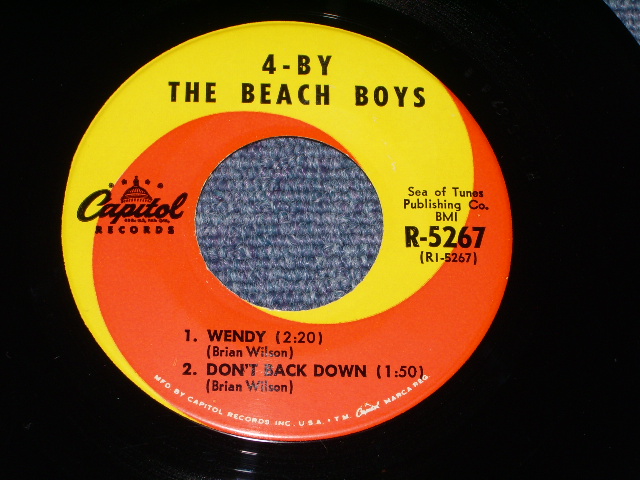 4-BY
THE BEACH BOYS
Capitol
RECORDS
Sea of Tunes
Publishing Co.
BMI
R-5267
(R1-5267)
1. WENDY (2:20)
(Brian Wilson)
2. DON'T BACK DOWN (1:50)
(Brian Wilson)
MFD BY CAPITOL RECORDS INC. U.S.A. • T.M. Capitol MARCA REG.